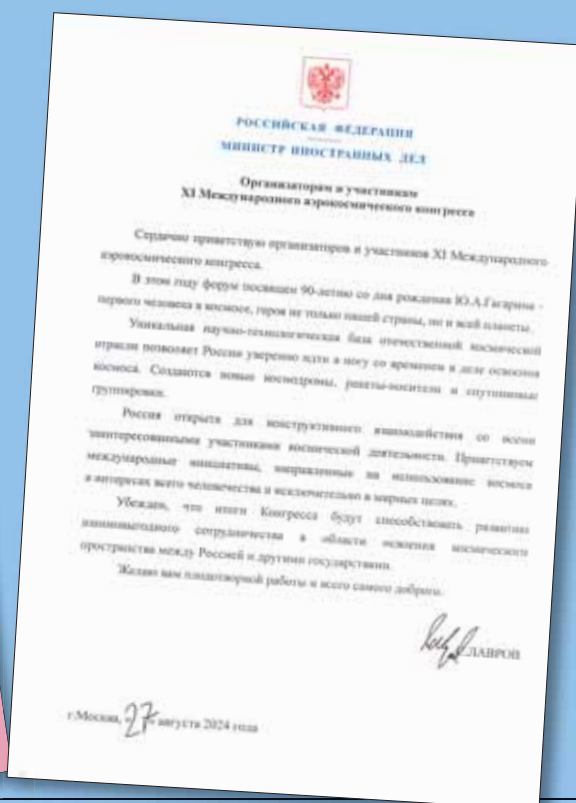 РОССИЙСКАЯ ФЕДЕРАЦИЯ
МИНИСТР ИНОСТРАННЫХ ДЕЛ
Организаторам и участникам
XI Международного аэрокосмического конгресса
Сердечно приветствую организаторов и участников XI Международного
аэрокосмического конгресса.
В этом году форум посвящен 90-летию со дня рождения Ю.А.Гагарина -
первого человека в космосе, героя не только нашей страны, но и всей планеты.
Уникальная научно-технологическая база отечественной космической
отрасли позволяет России уверенно идти в ногу со временем в деле освоения
космоса. Создаются новые космодромы, ракеты-носители и спутниковые
группировки.
Россия открыта для конструктивного взаимодействия со всеми
заинтересованными участниками космической деятельности. Приветствуем
международные инициативы, направленные на использование космоса
в интересах всего человечества и исключительно в мирных целях.
Убежден, что итоги Конгресса будут способствовать развитию
взаимовыгодного сотрудничества в области освоения космического
пространства между Россией и другими государствами.
Желаю вам плодотворной работы и всего самого доброго.
ЛАВРОВ
г.Москва, 27 августа 2024 года